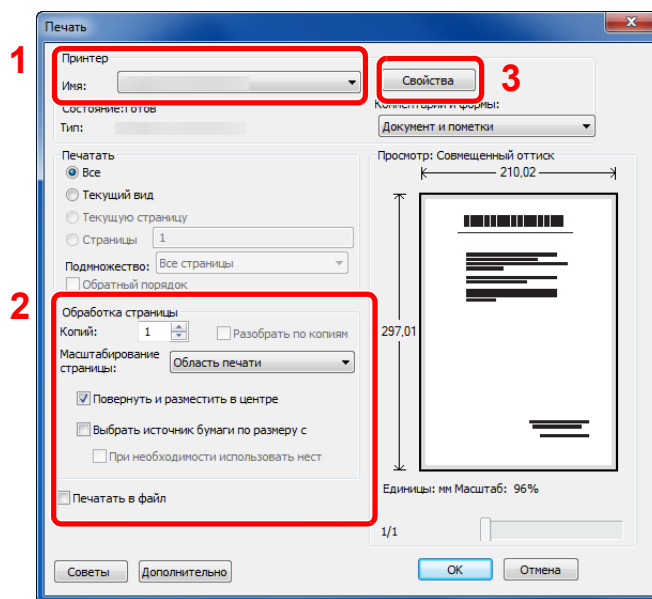 Печать
1
Принтер
Имя:
Свойства
3
Состояние:Готов
Комментарии и формы:
Тип:
Документ и пометки
Печатать
Все
Текущий вид
Текущую страницу
Страницы 1
Подмножество: Все страницы
Обратный порядок
Просмотр: Совмещенный оттиск
210,02
297,01
2
Обработка страницы
Копий: 1 Разобрать по копиям
Масштабирование
страницы: Область печати
Повернуть и разместить в центре
Выбрать источник бумаги по размеру с
При необходимости использовать нест
Печатать в файл
Единицы: мм Масштаб: 96%
1/1
Советы
Дополнительно
OK
Отмена